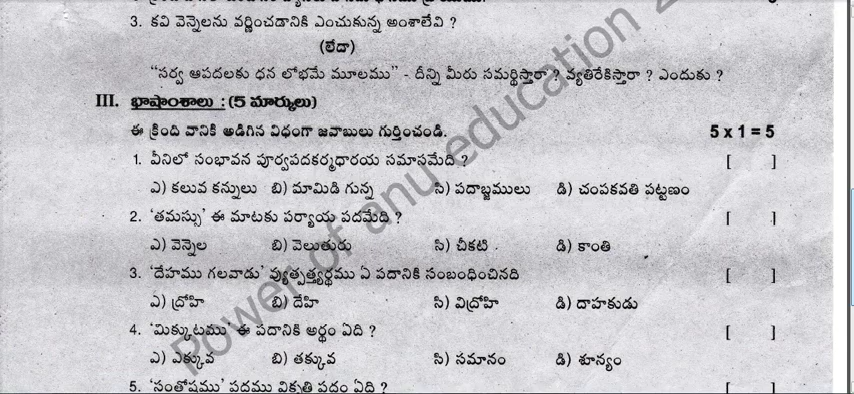 3. కవి వెన్నెలను వర్ణించడానికి ఎంచుకున్న అంశాలేవి ?
(లేదా)
"సర్వ ఆపదలకు ధన లోభమే మూలము" - దీన్ని మీరు సమర్థిస్తారా ? వ్యతిరేకిస్తారా ? ఎందుకు ?
III. భాషాంశాలు : (5 మార్కులు)
ఈ క్రింది వానికి అడిగిన విధంగా జవాబులు గుర్తించండి. 5 x 1 = 5
1. వీనిలో సంభావన పూర్వపదకర్మధారయ సమాసమేది ? [ ]
ఎ) కలువ కన్నులు బి) మామిడి గున్న సి) పదాబ్జములు డి) చంపకవతి పట్టణం
2. 'తమస్సు' ఈ మాటకు పర్యాయ పదమేది ? [ ]
ఎ) వెన్నెల బి) వెలుతురు సి) చీకటి డి) కాంతి
3. 'దేహము గలవాడు' వ్యుత్పత్త్యర్థము ఏ పదానికి సంబంధించినది [ ]
ఎ) ద్రోహి బి) దేహి సి) విద్రోహి డి) దాహకుడు
4. 'మిక్కుటము' ఈ పదానికి అర్థం ఏది ? [ ]
ఎ) ఎక్కువ బి) తక్కువ సి) సమానం డి) శూన్యం
5. 'సంతోషము' పదము వికృతి పదం ఏది ? [ ]
Power of anu education 2